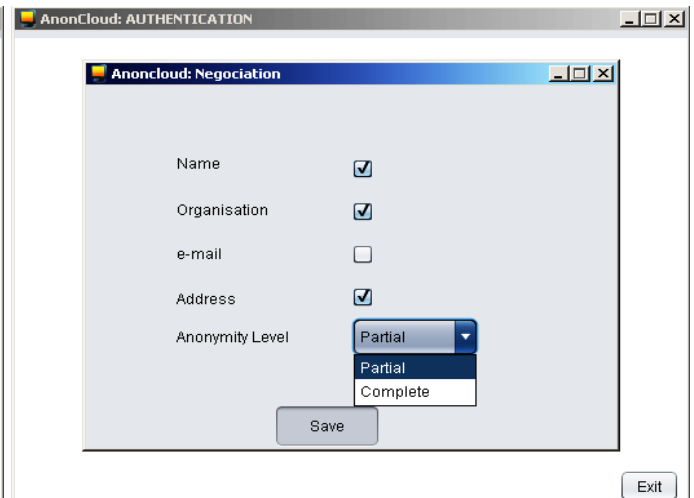 AnonCloud: AUTHENTICATION
Anoncloud: Negociation
Name
Organisation
e-mail
Address
Anonymity Level Partial
Partial
Complete
Save
Exit